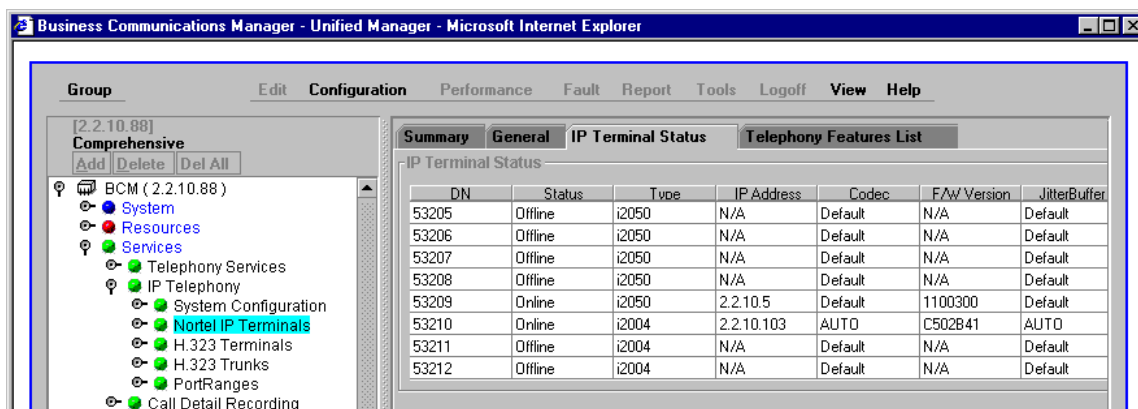 Business Communications Manager - Unified Manager - Microsoft Internet Explorer
Group Edit Configuration Performance Fault Report Tools Logoff View Help
[2.2.10.88]
Comprehensive
Add Delete Del All
BCM ( 2.2.10.88 )
System
Resources
Services
Telephony Services
IP Telephony
System Configuration
Nortel IP Terminals
H.323 Terminals
H.323 Trunks
PortRanges
Call Detail Recording
Summary General IP Terminal Status Telephony Features List
IP Terminal Status
DN Status Type IP Address Codec F/W Version JitterBuffer
53205 Offline i2050 N/A Default N/A Default
53206 Offline i2050 N/A Default N/A Default
53207 Offline i2050 N/A Default N/A Default
53208 Offline i2050 N/A Default N/A Default
53209 Online i2050 2.2.10.5 Default 1100300 Default
53210 Online i2004 2.2.10.103 AUTO C502B41 AUTO
53211 Offline i2004 N/A Default N/A Default
53212 Offline i2004 N/A Default N/A Default